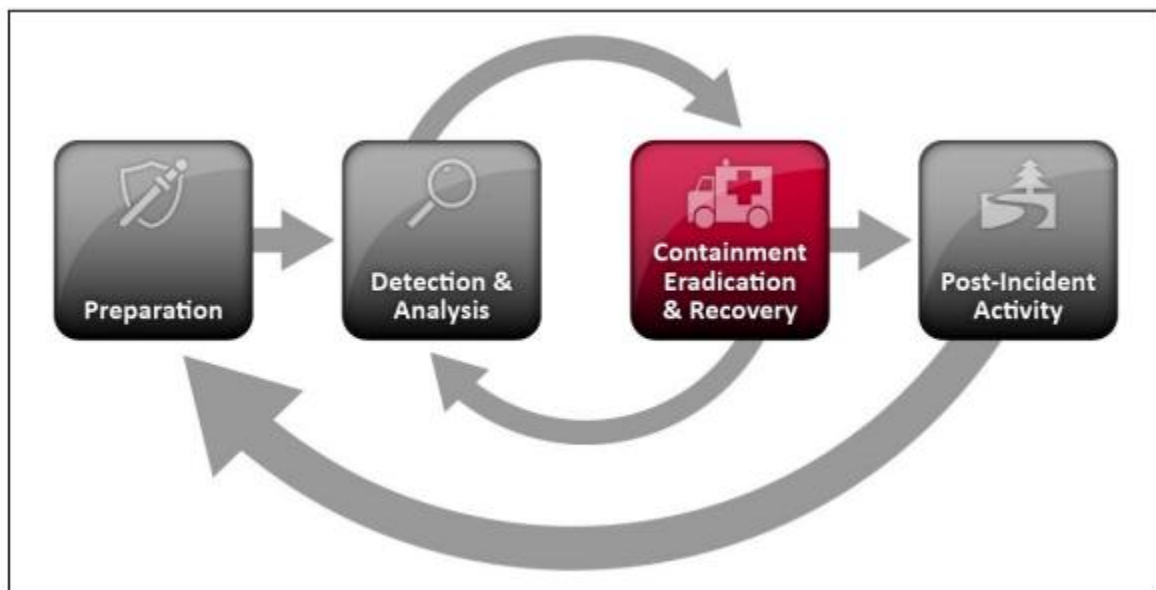 Preparation
Detection &
Analysis
Containment
Eradication
& Recovery
Post-Incident
Activity